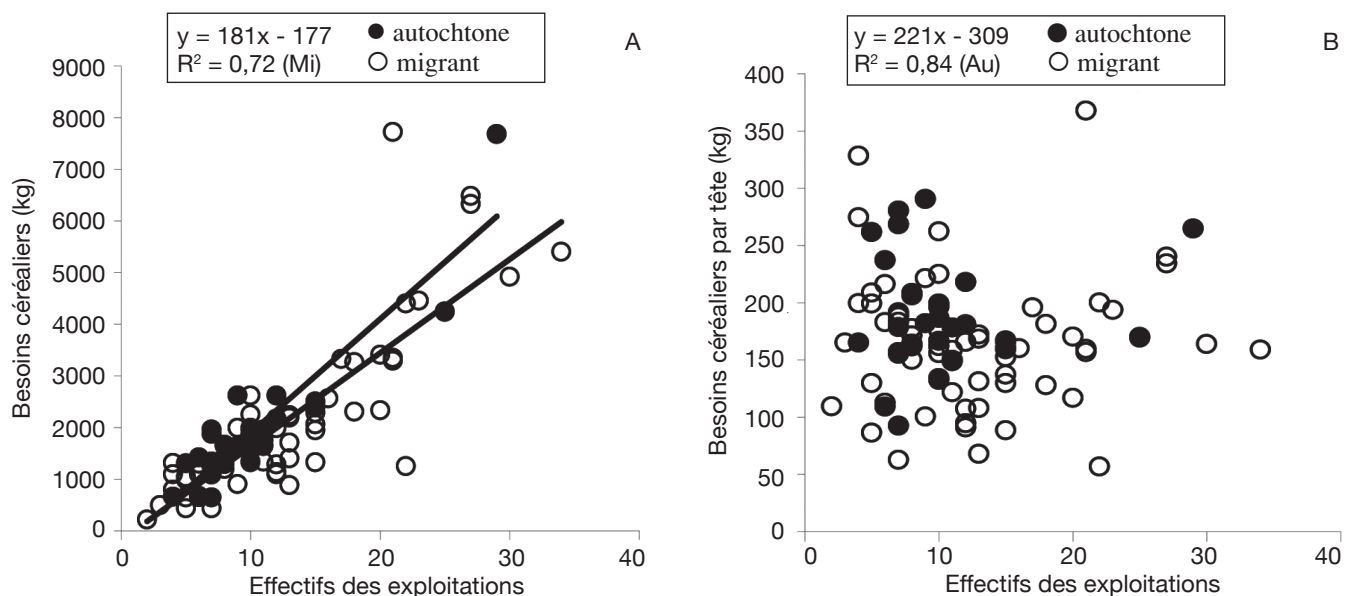 y = 181x - 177
R² = 0,72 (Mi)
autochtone
migrant
A
Besoins céréaliers (kg)
9000
8000
7000
6000
5000
4000
3000
2000
1000
0
0
10
20
30
40
Effectifs des exploitations
y = 221x - 309
R² = 0,84 (Au)
autochtone
migrant
B
Besoins céréaliers par tête (kg)
400
350
300
250
200
150
100
50
0
0
10
20
30
40
Effectifs des exploitations